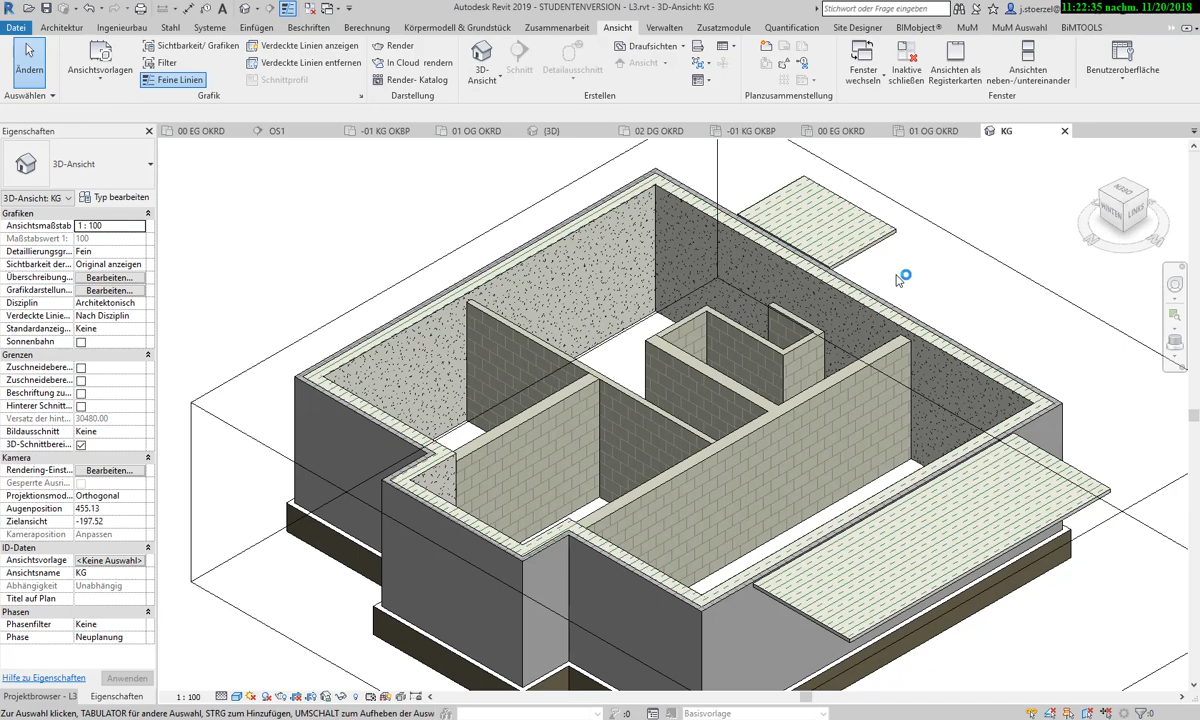 Autodesk Revit 2019 - STUDENTENVERSION - L3.rvt - 3D-Ansicht: KG
Stichwort oder Frage eingeben
j.stoerzel@
11:22:35 nachm. 11/20/2018
Datei Architektur Ingenieurbau Stahl Systeme Einfügen Beschriften Berechnung Körpermodell & Grundstück Zusammenarbeit Ansicht Verwalten Zusatzmodule Quantification Site Designer BIMobject® MuM MuM Auswahl BiMTOOLS
Ändern
Auswählen
Ansichtsvorlagen
Sichtbarkeit/ Grafiken
Filter
Feine Linien
Verdeckte Linien anzeigen
Verdeckte Linien entfernen
Schnittprofil
Grafik
Render
In Cloud rendern
Render- Katalog
Darstellung
3D-
Ansicht
Schnitt
Detailausschnitt
Draufsichten
Ansicht
Erstellen
Planzusammenstellung
Fenster
wechseln
Inaktive
schließen
Ansichten als
Registerkarten
Ansichten
neben-/untereinander
Fenster
Benutzeroberfläche
Eigenschaften
00 EG OKRD OS1 -01 KG OKBP 01 OG OKRD (3D) 02 DG OKRD -01 KG OKBP 00 EG OKRD 01 OG OKRD KG
3D-Ansicht
3D-Ansicht: KG Typ bearbeiten
Grafiken
Ansichtsmaßstab 1 : 100
Maßstabswert 1: 100
Detaillierungsgr... Fein
Sichtbarkeit der... Original anzeigen
Überschreibung... Bearbeiten...
Grafikdarstellun... Bearbeiten...
Disziplin Architektonisch
Verdeckte Linie... Nach Disziplin
Standardanzeig... Keine
Sonnenbahn
Grenzen
Zuschneidebere...
Zuschneidebere...
Beschriftung zu...
Hinterer Schnitt...
Versatz der hint... 30480.00
Bildausschnitt Keine
3D-Schnittberei...
Kamera
Rendering-Einst... Bearbeiten...
Gesperrte Ausri...
Projektionsmod... Orthogonal
Augenposition 455.13
Zielansicht -197.52
Kameraposition Anpassen
ID-Daten
Ansichtsvorlage <Keine Auswahl>
Ansichtsname KG
Abhängigkeit Unabhängig
Titel auf Plan
Phasen
Phasenfilter Keine
Phase Neuplanung
Hilfe zu Eigenschaften Anwenden
Projektbrowser - L3 Eigenschaften
1 : 100
Zur Auswahl klicken, TABULATOR für andere Auswahl, STRG zum Hinzufügen, UMSCHALT zum Aufheben der Ausw
:0
Basisvorlage
:0
OBEN
HINTEN
LINKS